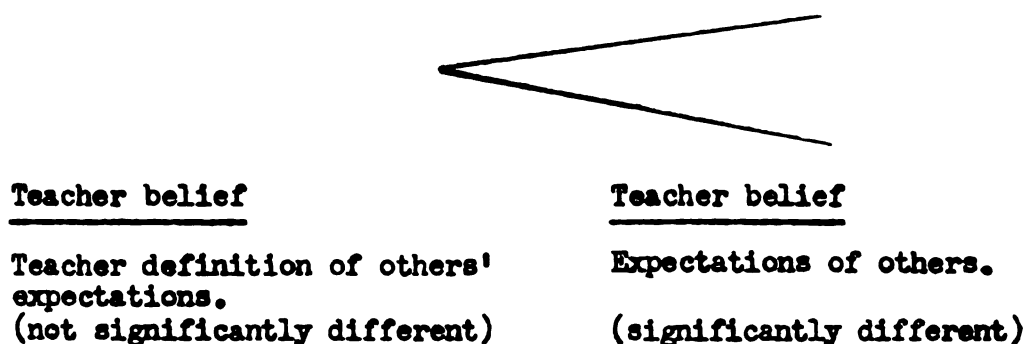 Teacher belief
Teacher belief
Teacher definition of others'
expectations.
(not significantly different)
Expectations of others.
(significantly different)